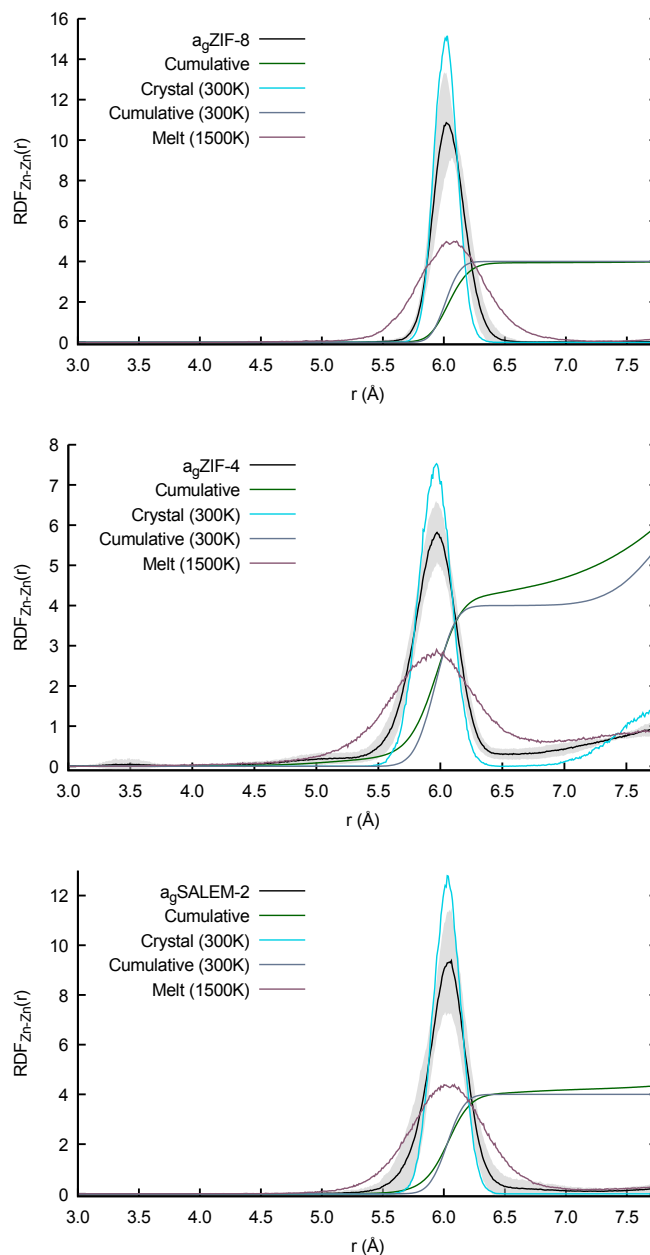 16
14
12
10
8
6
4
2
0
RDFZn-Zn(r)
agZIF-8
Cumulative
Crystal (300K)
Cumulative (300K)
Melt (1500K)
3.0 3.5 4.0 4.5 5.0 5.5 6.0 6.5 7.0 7.5
r (Å)
8
7
6
5
4
3
2
1
0
RDFZn-Zn(r)
agZIF-4
Cumulative
Crystal (300K)
Cumulative (300K)
Melt (1500K)
3.0 3.5 4.0 4.5 5.0 5.5 6.0 6.5 7.0 7.5
r (Å)
12
10
8
6
4
2
0
RDFZn-Zn(r)
agSALEM-2
Cumulative
Crystal (300K)
Cumulative (300K)
Melt (1500K)
3.0 3.5 4.0 4.5 5.0 5.5 6.0 6.5 7.0 7.5
r (Å)